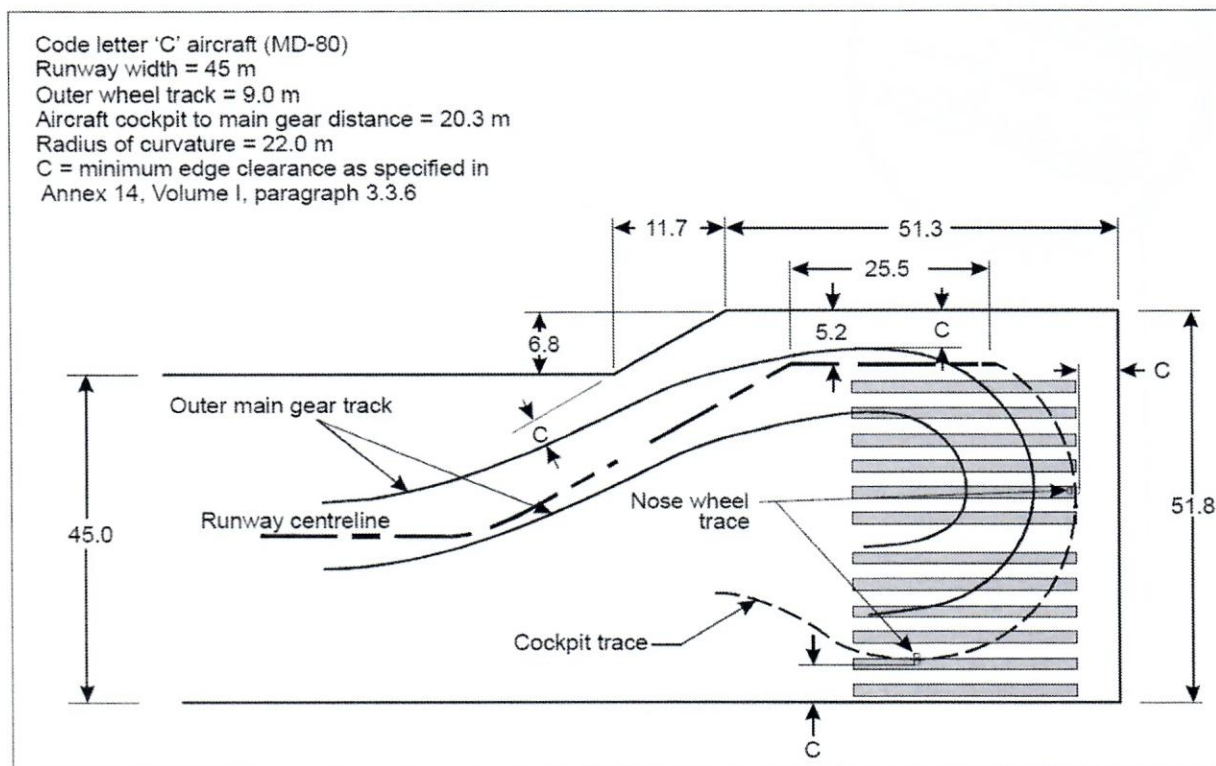 Code letter ‘C’ aircraft (MD-80)
Runway width = 45 m
Outer wheel track = 9.0 m
Aircraft cockpit to main gear distance = 20.3 m
Radius of curvature = 22.0 m
C = minimum edge clearance as specified in
Annex 14, Volume I, paragraph 3.3.6
11.7
51.3
25.5
6.8
5.2
C
C
Outer main gear track
C
Nose wheel
trace
Runway centreline
45.0
51.8
Cockpit trace
C